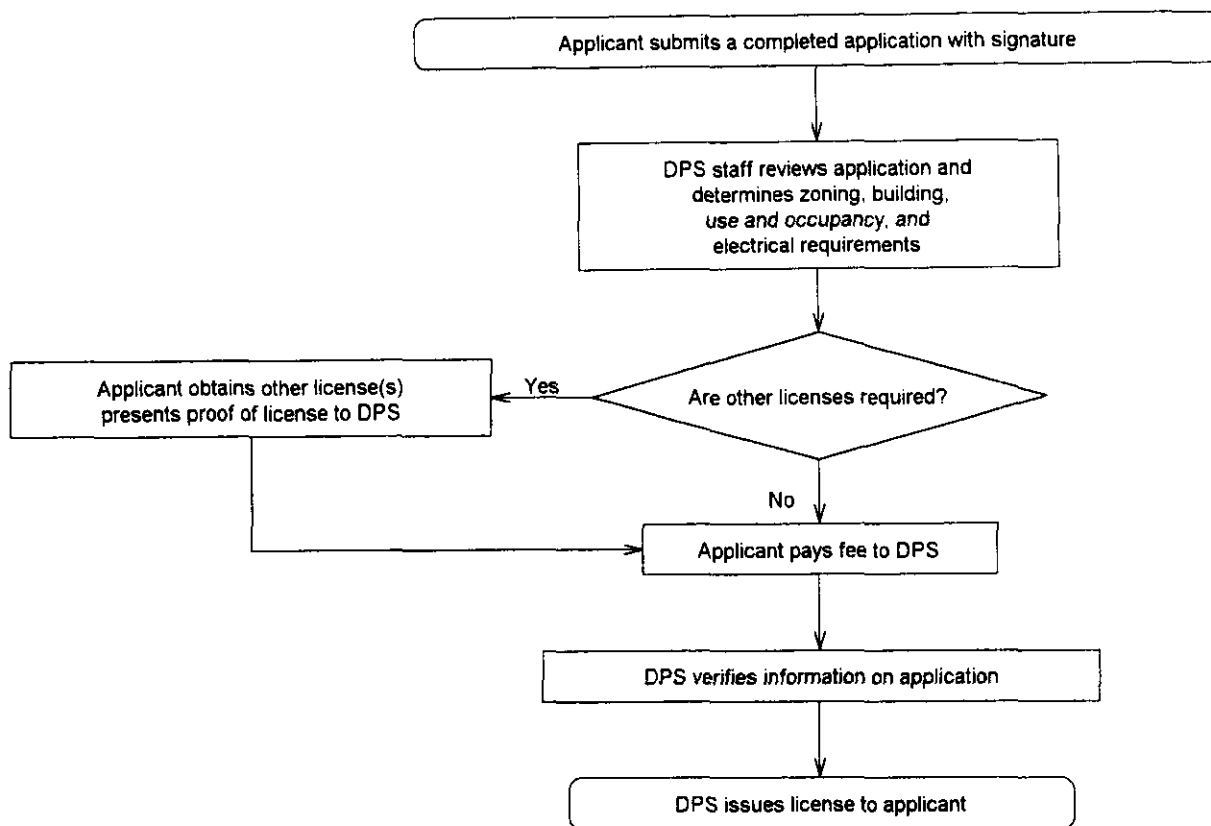 Applicant submits a completed application with signature
DPS staff reviews application and
determines zoning, building,
use and occupancy, and
electrical requirements
Are other licenses required?
Yes
Applicant obtains other license(s)
presents proof of license to DPS
No
Applicant pays fee to DPS
DPS verifies information on application
DPS issues license to applicant